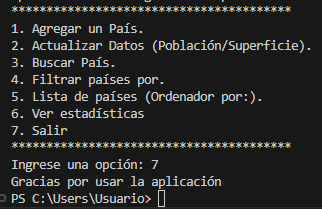 ****************************************
1. Agregar un País.
2. Actualizar Datos (Población/Superficie).
3. Buscar País.
4. Filtrar países por.
5. Lista de países (Ordenador por:).
6. Ver estadísticas
7. Salir
****************************************
Ingrese una opción: 7
Gracias por usar la aplicación
PS C:\Users\Usuario>